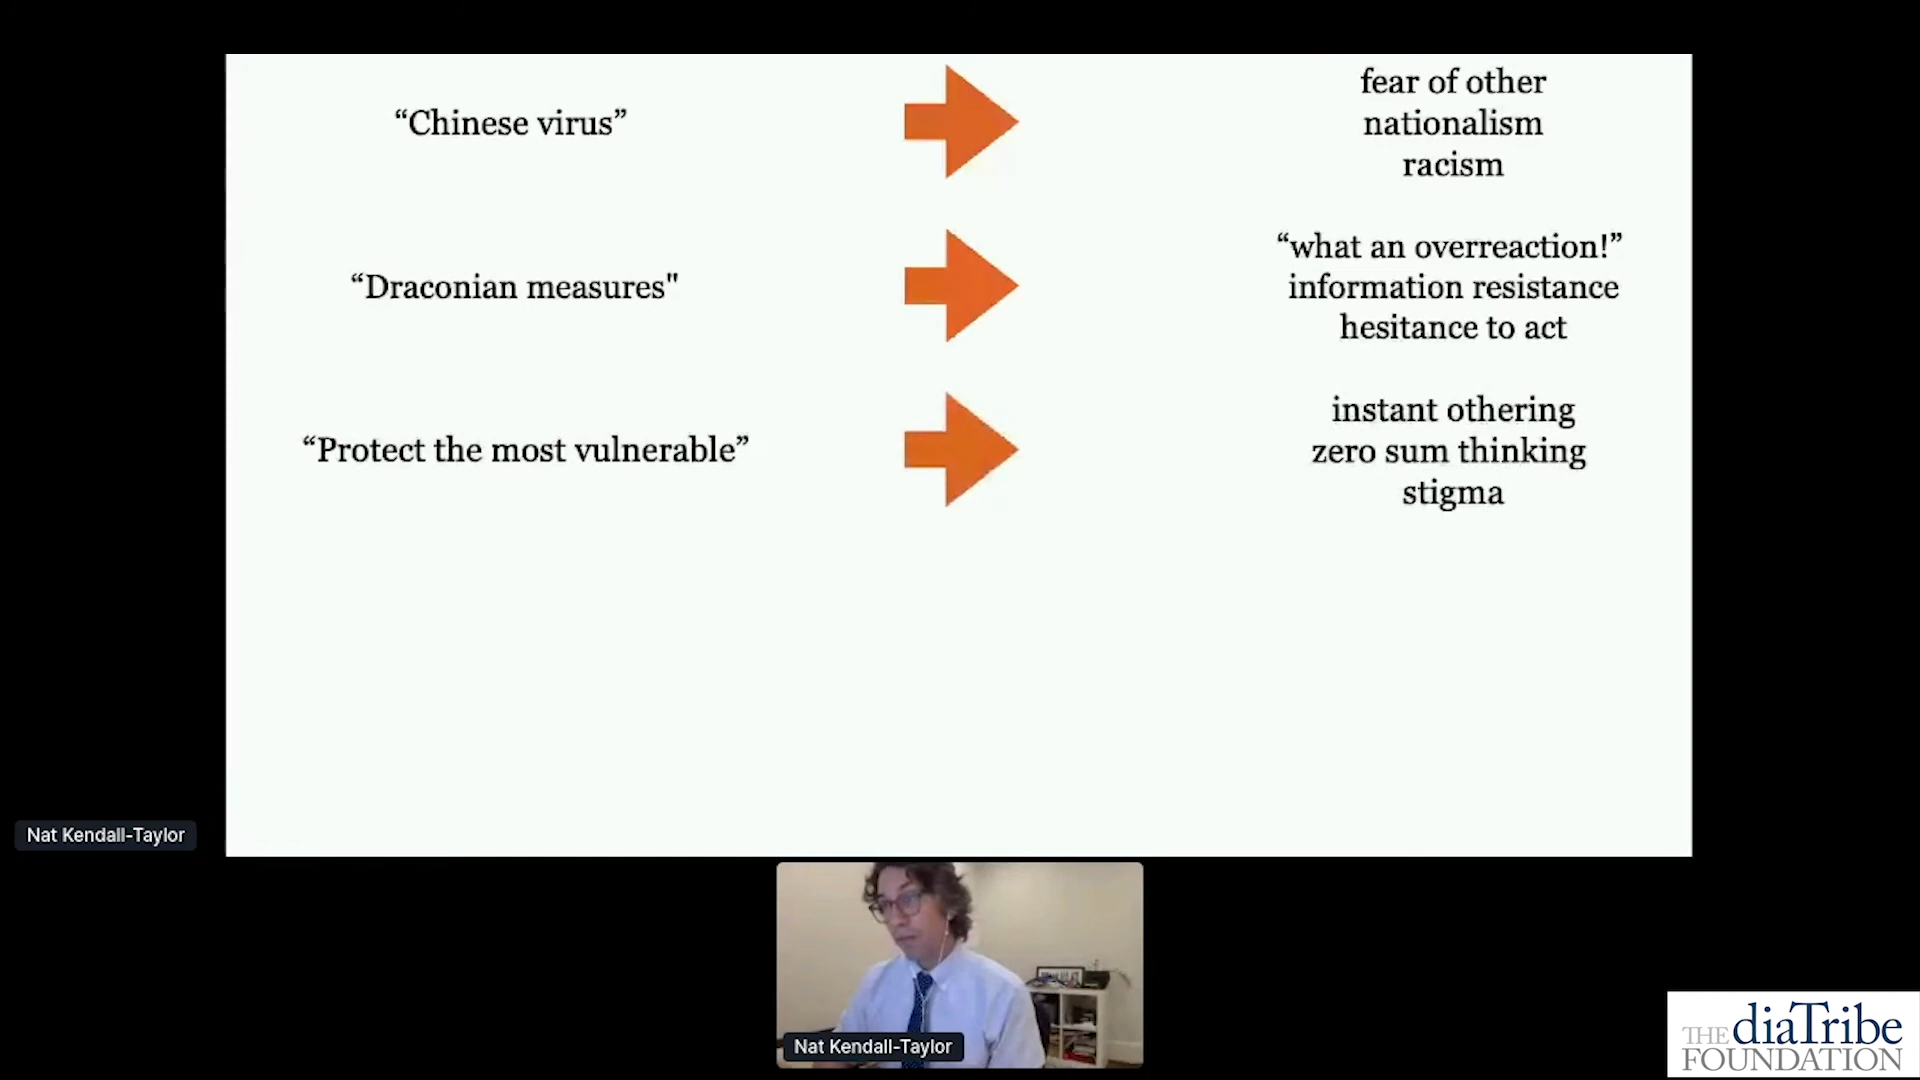 “Chinese virus”
fear of other
nationalism
racism
“Draconian measures"
“what an overreaction!”
information resistance
hesitance to act
“Protect the most vulnerable”
instant othering
zero sum thinking
stigma
Nat Kendall-Taylor
Nat Kendall-Taylor
THE diaTribe
FOUNDATION